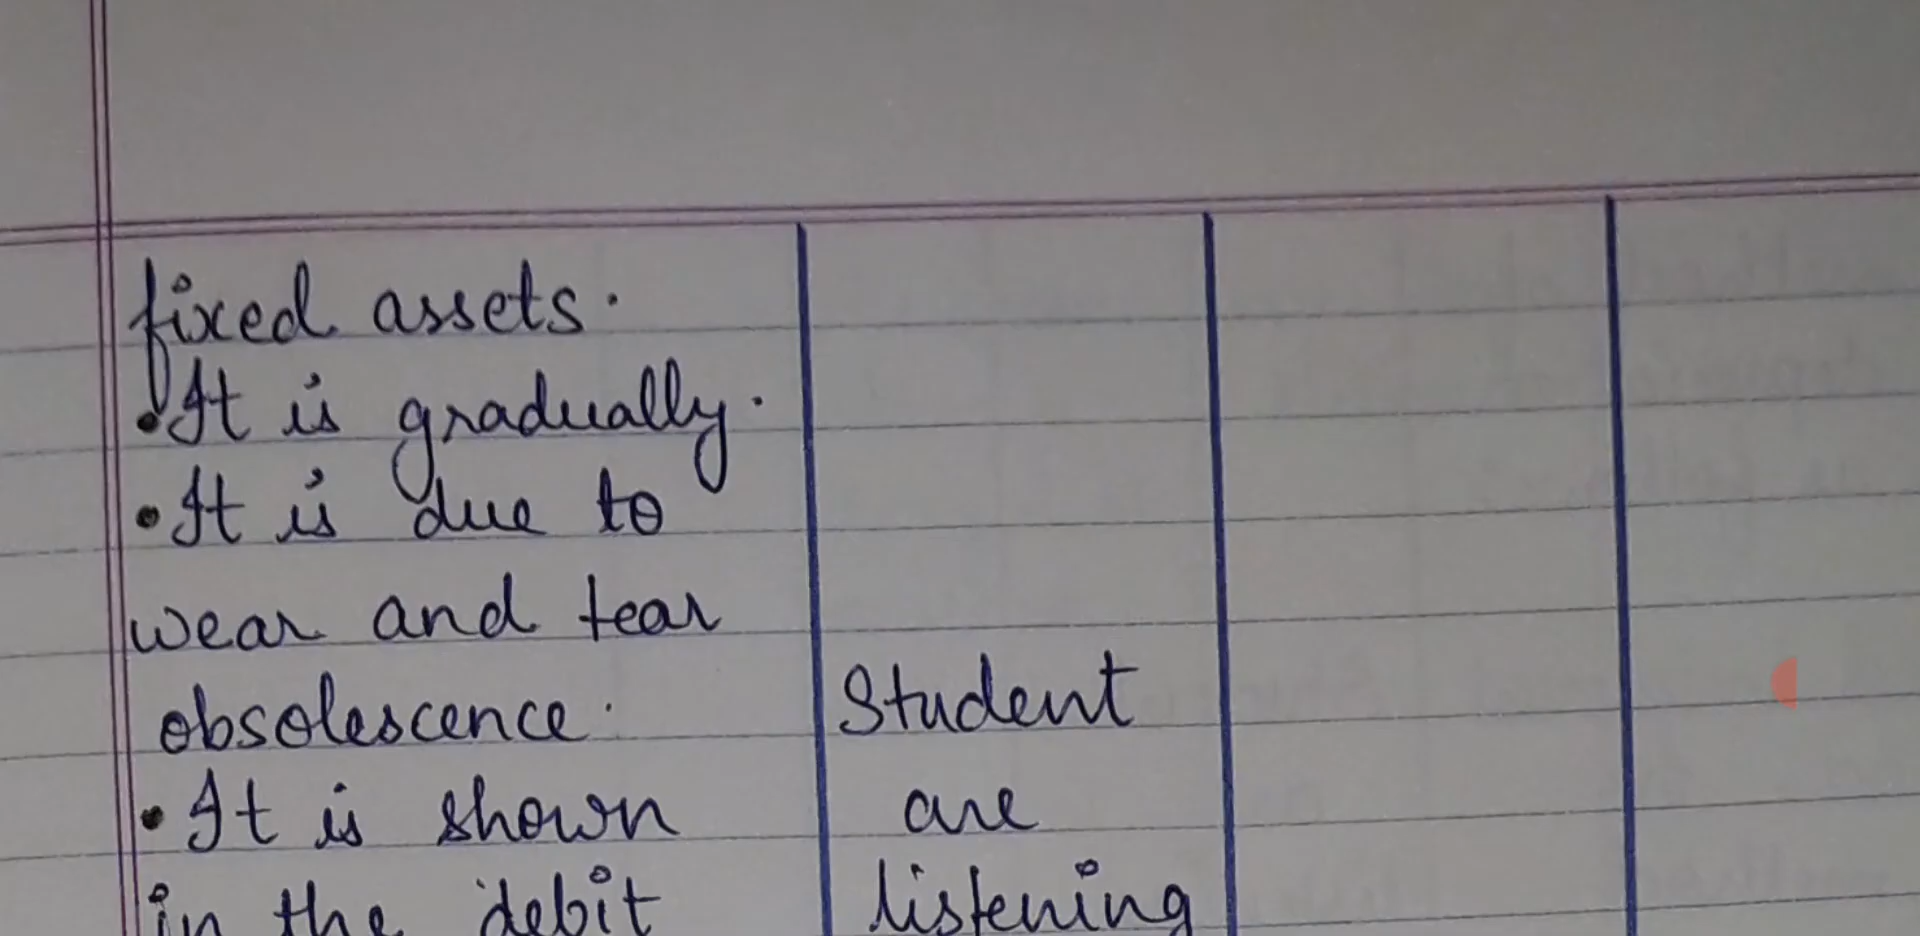 fixed assets.
• It is gradually.
• It is due to
wear and tear
obsolescence.
• It is shown
in the debit
Student
are
listening